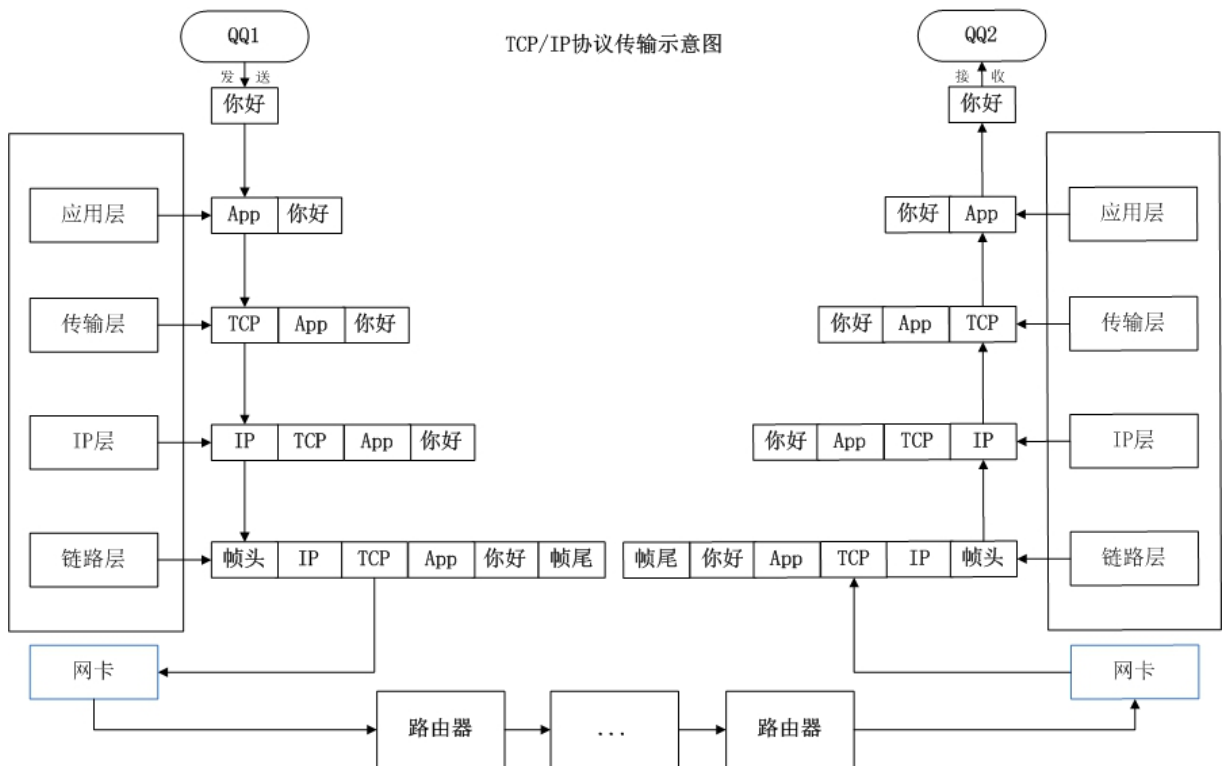 QQ1
TCP/IP协议传输示意图
QQ2
发 送
接 收
你好
你好
应用层
App 你好
你好 App
应用层
传输层
TCP App 你好
你好 App TCP
传输层
IP层
IP TCP App 你好
你好 App TCP IP
IP层
链路层
帧头 IP TCP App 你好 帧尾
帧尾 你好 App TCP IP 帧头
链路层
网卡
网卡
路由器
...
路由器